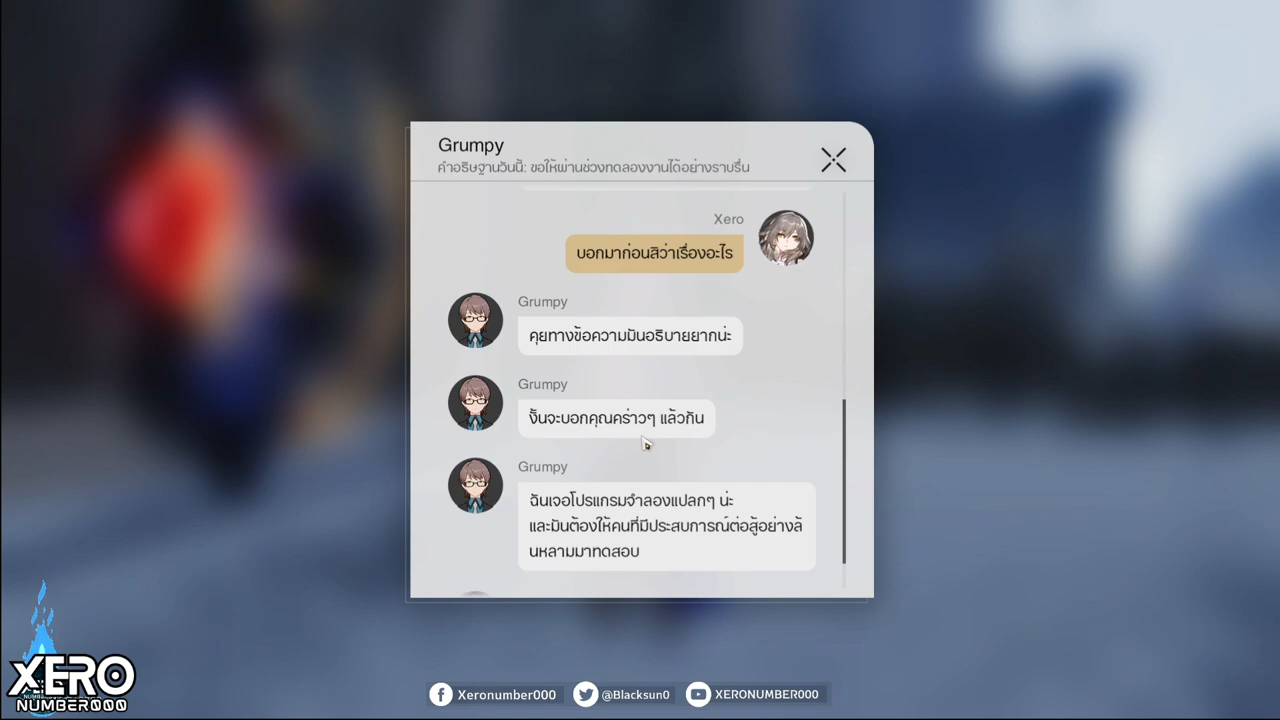 Grumpy
คำอธิษฐานวันนี้: ขอให้ผ่านช่วงทดลองงานได้อย่างราบรื่น
Xero
บอกมาก่อนสิว่าเรื่องอะไร
Grumpy
คุยทางข้อความมันอธิบายยากน่ะ
Grumpy
งั้นจะบอกคุณคร่าวๆ แล้วกัน
Grumpy
ฉันเจอโปรแกรมจำลองแปลกๆ น่ะ
และมันต้องให้คนที่มีประสบการณ์ต่อสู้อย่างล้
นหลามมาทดสอบ
XERO
NUMBER000
Xeronumber000
@Blacksun0
XERONUMBER000